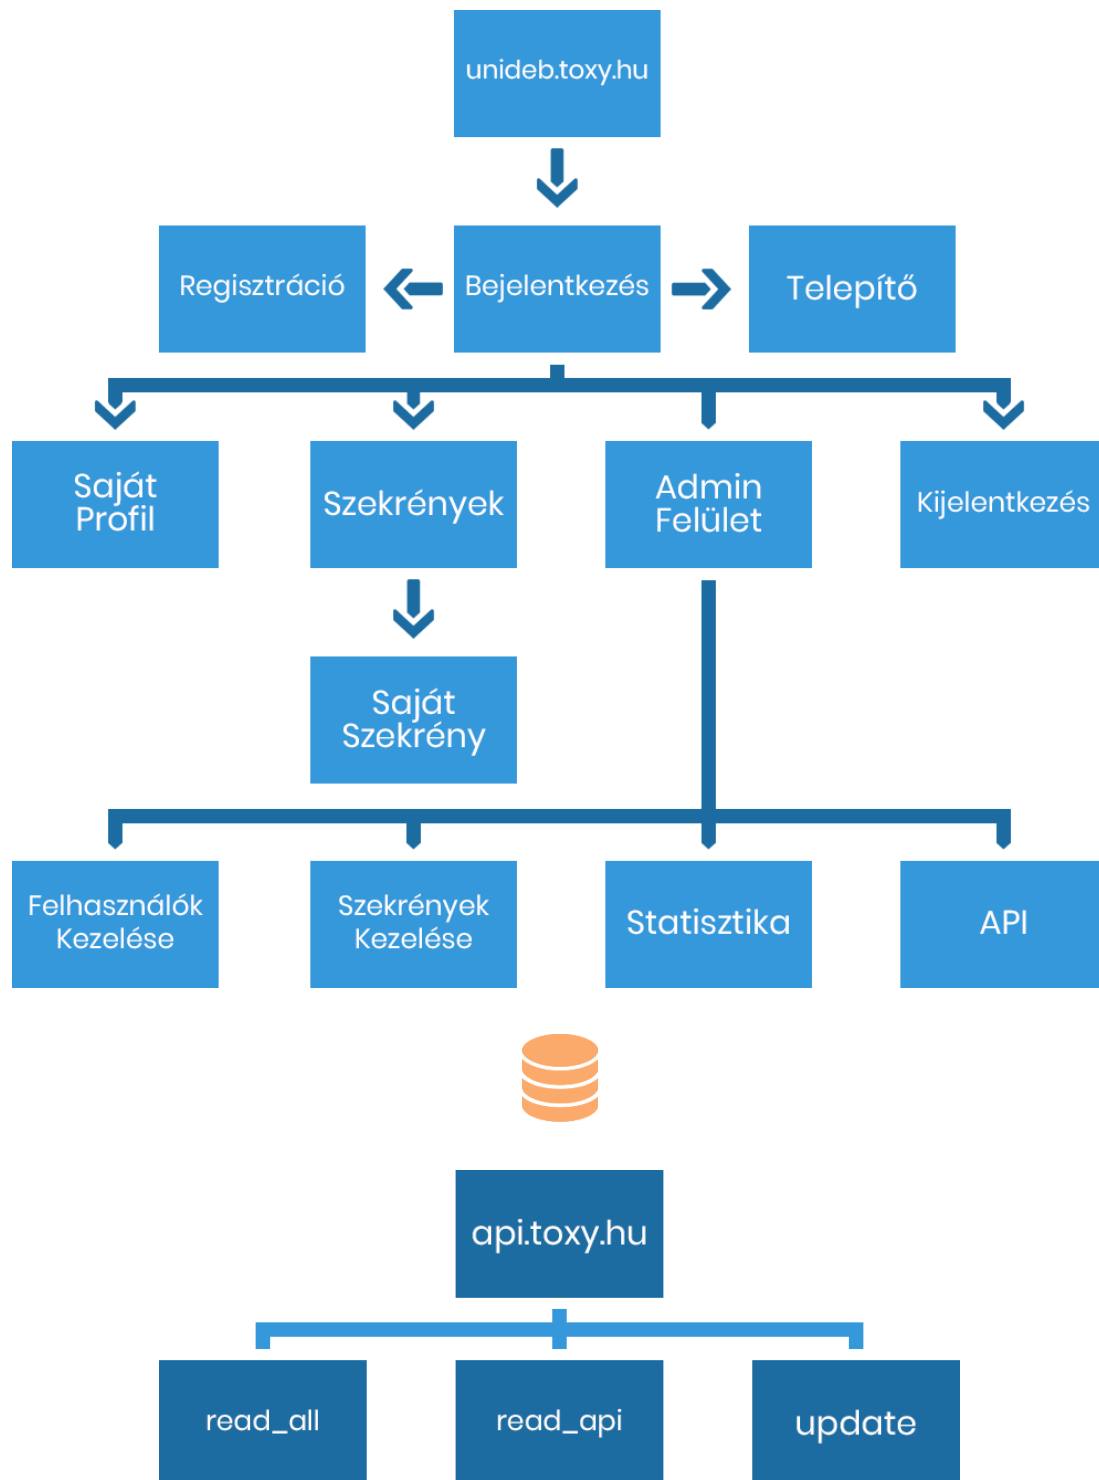 unideb.toxy.hu
Regisztráció
Bejelentkezés
Telepítő
Saját
Profil
Szekrények
Admin
Felület
Kijelentkezés
Saját
Szekrény
Felhasználók
Kezelése
Szekrények
Kezelése
Statisztika
API
api.toxy.hu
read_all
read_api
update